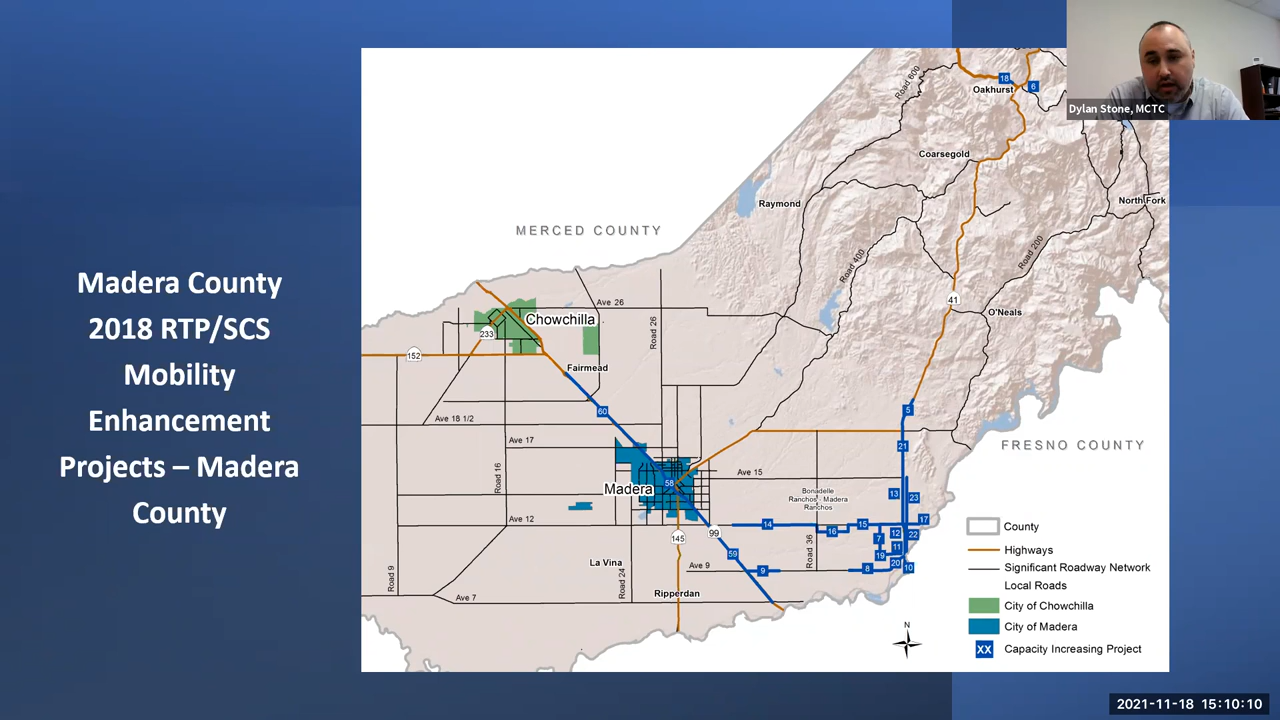 Madera County
2018 RTP/SCS
Mobility
Enhancement
Projects – Madera
County
Dylan Stone, MCTC
Road 600
18
6
Oakhurst
Coarsegold
Raymond
North Fork
MERCED COUNTY
Road 400
Road 200
41
O'Neals
Ave 26
Chowchilla
233
Road 26
152
Fairmead
60
5
Ave 18 1/2
FRESNO COUNTY
Ave 17
21
Road 16
Ave 15
58
Madera
Bonadelle
Ranchos - Madera
Ranchos
13
23
Ave 12
14
16
15
17
145
99
7
12
22
59
11
19
La Vina
Road 36
20
Ave 9
9
8
10
Road 9
Road 24
Ripperdan
Ave 7
County
Highways
Significant Roadway Network
Local Roads
City of Chowchilla
City of Madera
XX
Capacity Increasing Project
N
2021-11-18 15:10:10